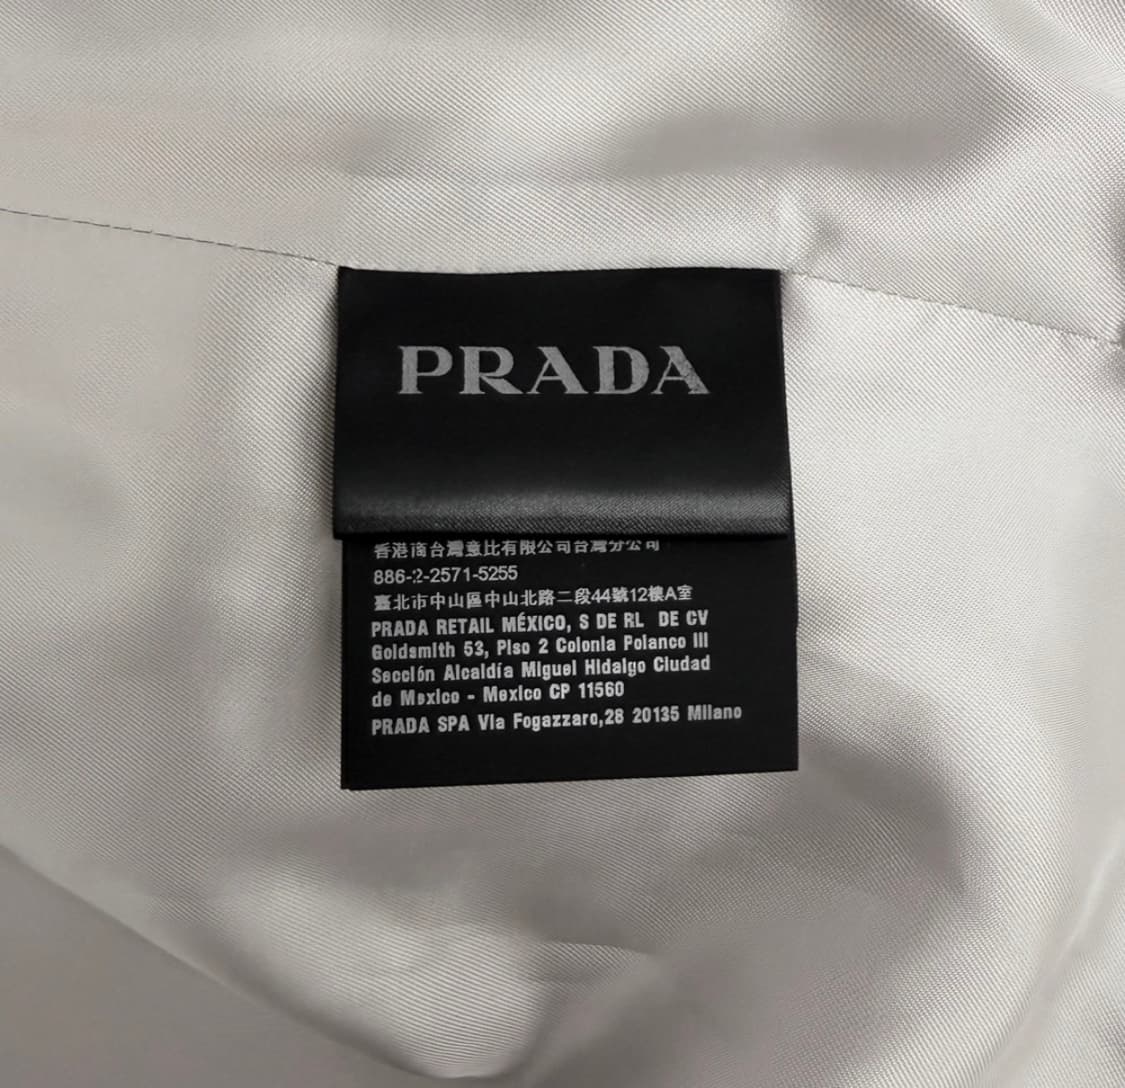 PRADA
香港商台灣意比有限公司台灣分公司
886-2-2571-5255
臺北市中山區中山北路二段44號12樓A室
PRADA RETAIL MÉXICO, S DE RL DE CV
Goldsmith 53, Piso 2 Colonia Polanco III
Sección Alcaldía Miguel Hidalgo Ciudad
de Mexico - Mexico CP 11560
PRADA SPA Via Fogazzaro,28 20135 Milano